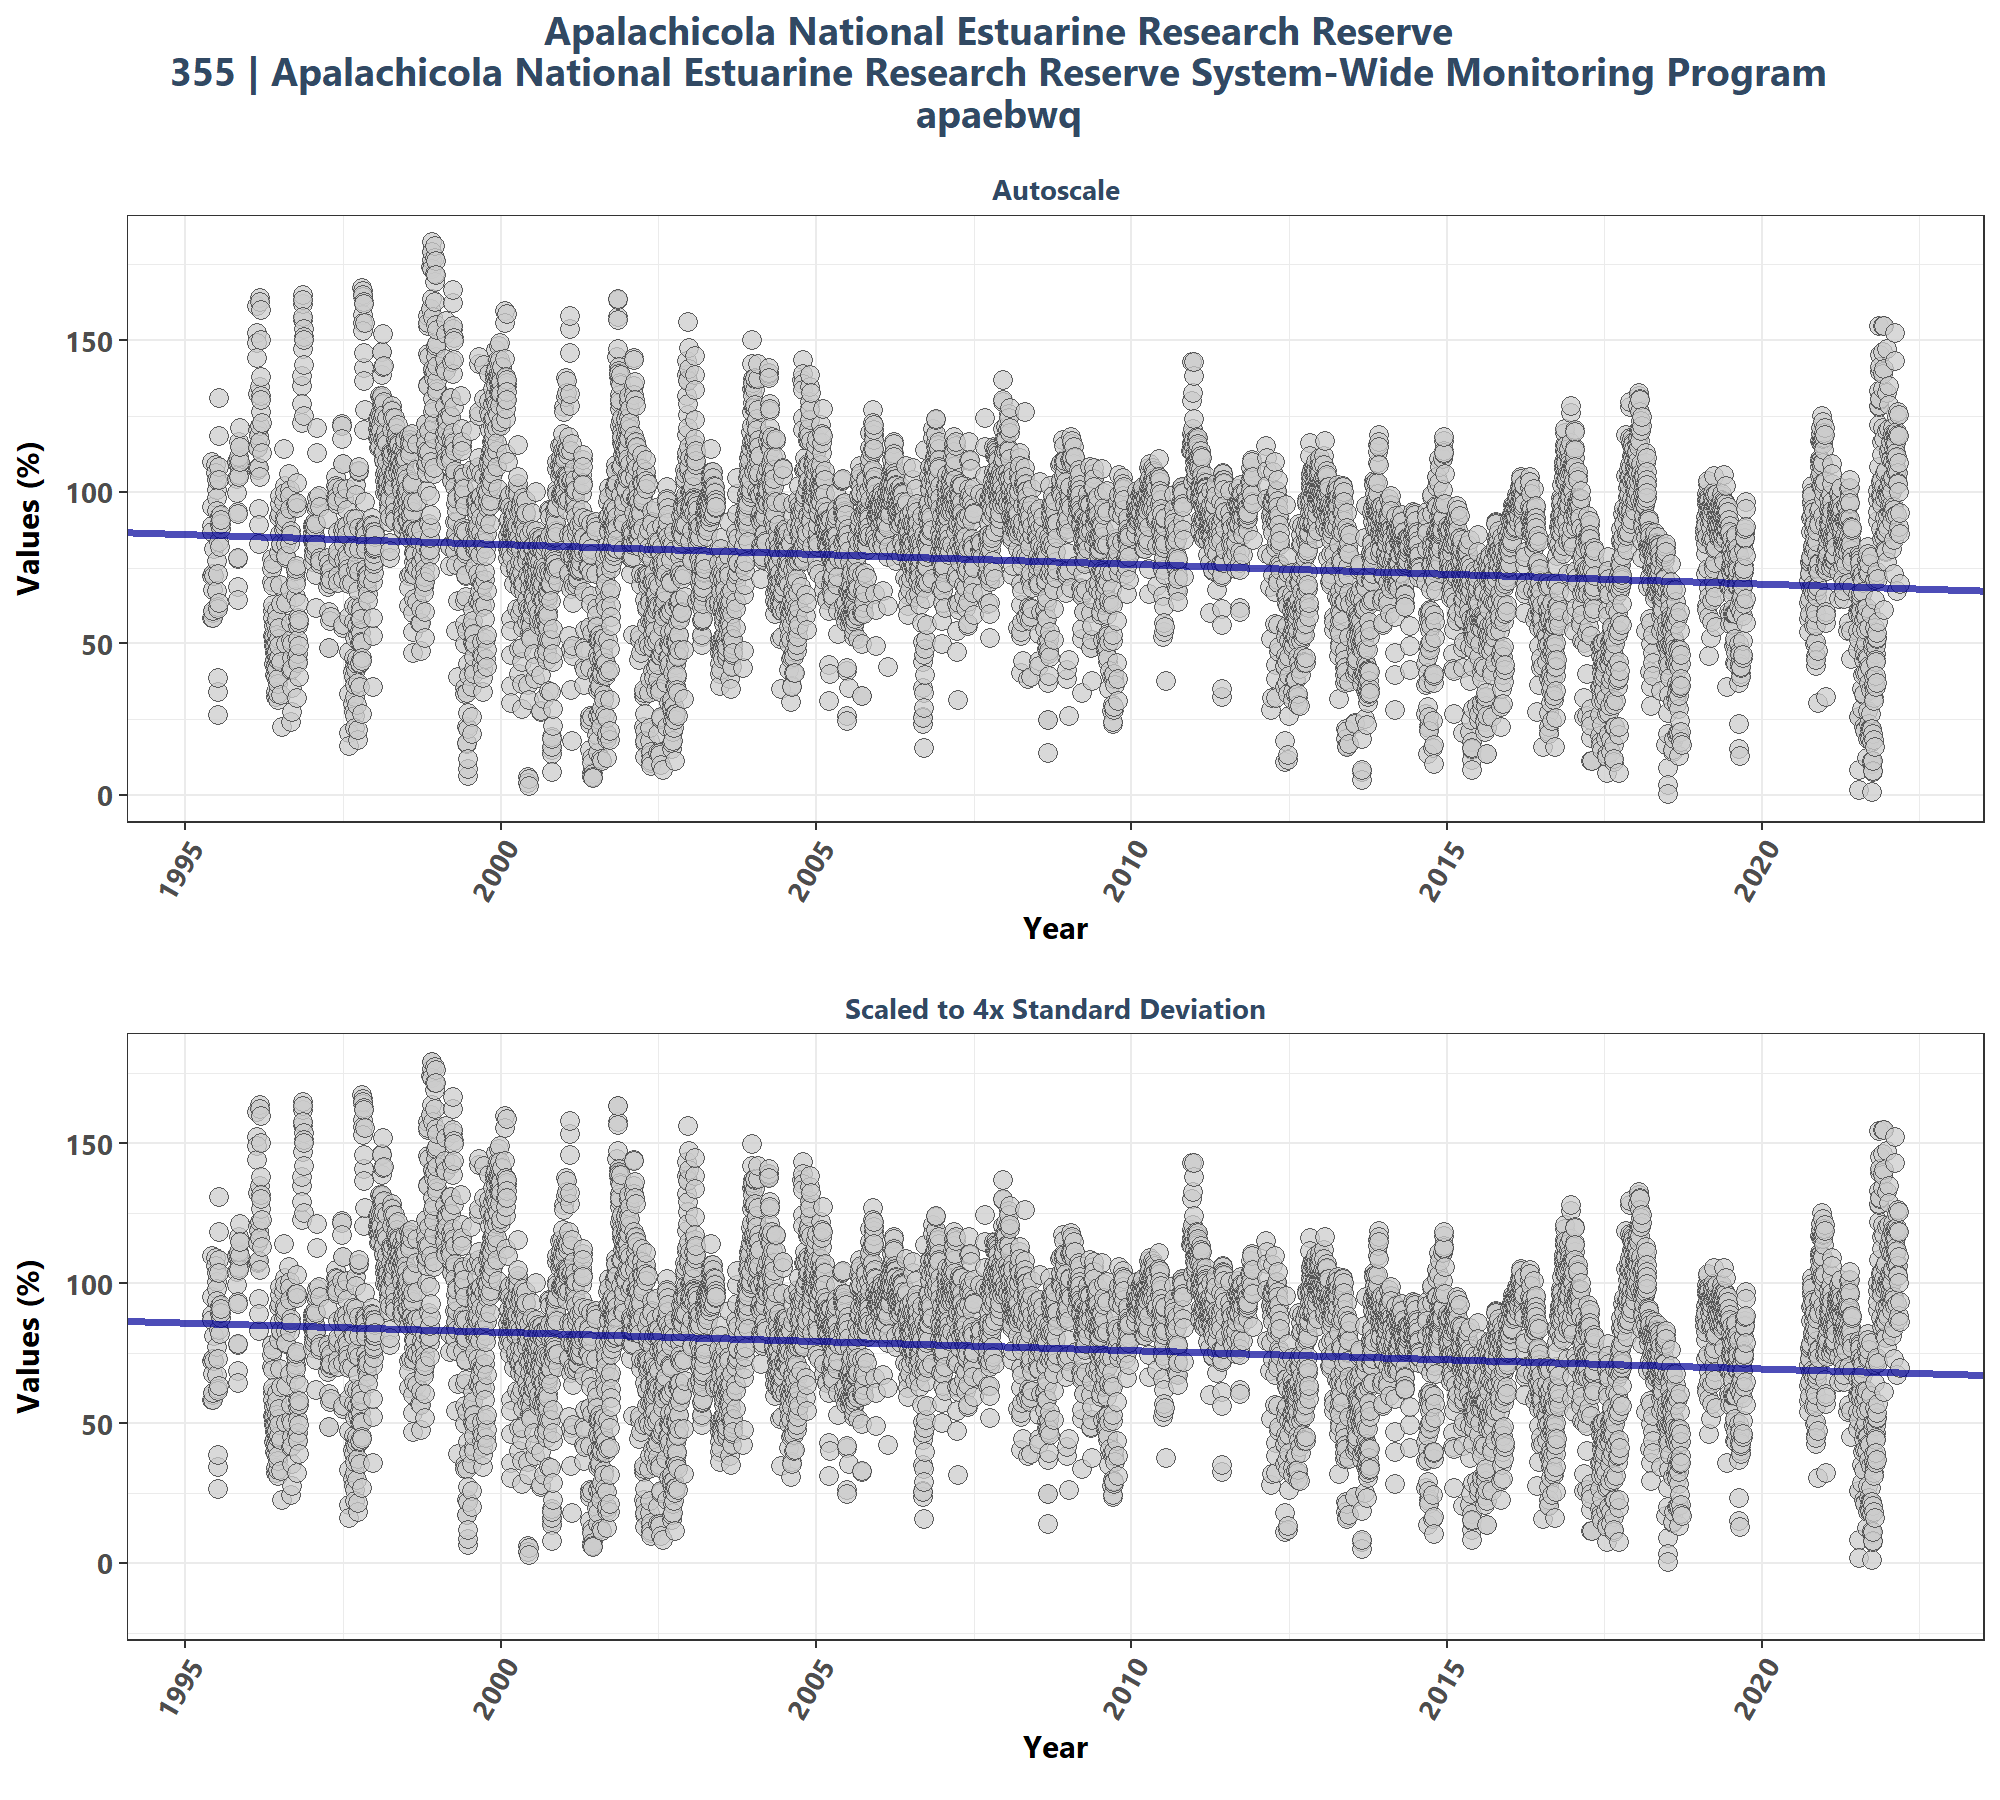 Apalachicola National Estuarine Research Reserve
355 | Apalachicola National Estuarine Research Reserve System-Wide Monitoring Program
apaebwq
Autoscale
Values (%)
150
100
50
0
1995
2000
2005
2010
2015
2020
Year
Scaled to 4x Standard Deviation
Values (%)
150
100
50
0
1995
2000
2005
2010
2015
2020
Year